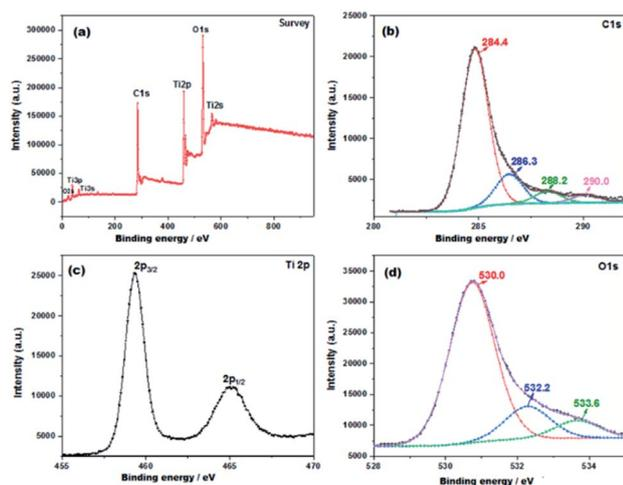 (a)
Survey
O1s
C1s
Ti2p
Ti2s
Ti3p
Ti3s
Intensity (a.u.)
300000
250000
200000
150000
100000
50000
0
0 200 400 600 800
Binding energy / eV
(b)
C1s
284.4
286.3
288.2
290.0
Intensity (a.u.)
25000
20000
15000
10000
5000
0
280 285 290
Binding energy / eV
(c)
Ti 2p
2p3/2
2p1/2
Intensity (a.u.)
25000
20000
15000
10000
5000
455 460 465 470
Binding energy / eV
(d)
O1s
530.0
532.2
533.6
Intensity (a.u.)
35000
30000
25000
20000
15000
10000
5000
528 530 532 534
Binding energy / eV